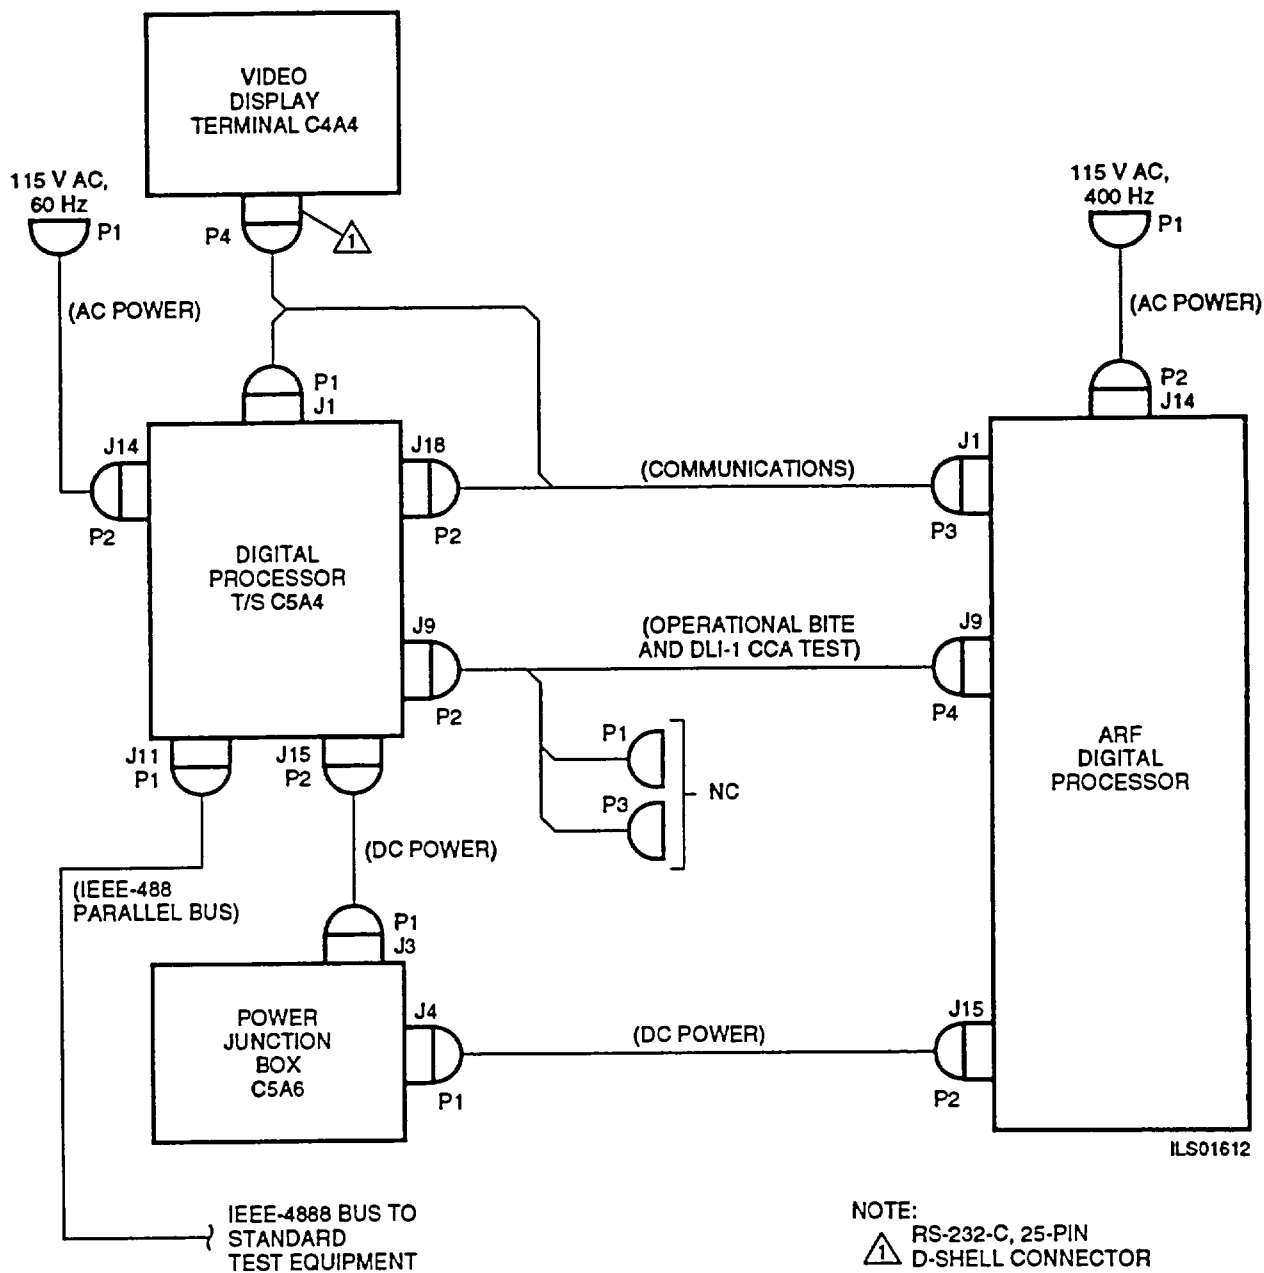 VIDEO
DISPLAY
TERMINAL C4A4
115 V AC,
60 Hz
P1
P4
1
115 V AC,
400 Hz
P1
(AC POWER)
(AC POWER)
P1
J1
P2
J14
J14
P2
J18
P2
(COMMUNICATIONS)
J1
P3
DIGITAL
PROCESSOR
T/S C5A4
J9
P2
(OPERATIONAL BITE
AND DLI-1 CCA TEST)
J9
P4
J11
P1
J15
P2
P1
P3
NC
ARF
DIGITAL
PROCESSOR
(DC POWER)
(IEEE-488
PARALLEL BUS)
P1
J3
POWER
JUNCTION
BOX
C5A6
J4
P1
(DC POWER)
J15
P2
ILS01612
IEEE-4888 BUS TO
STANDARD
TEST EQUIPMENT
NOTE:
1 RS-232-C, 25-PIN
D-SHELL CONNECTOR